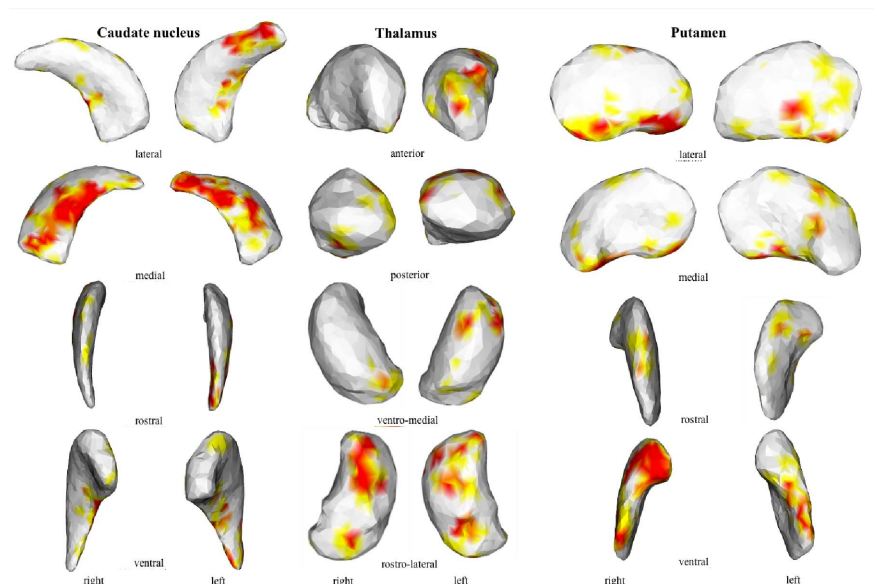 Caudate nucleus Thalamus Putamen
lateral anterior lateral
medial posterior medial
rostral ventro-medial rostral
ventral rostro-lateral ventral
right left right left right left